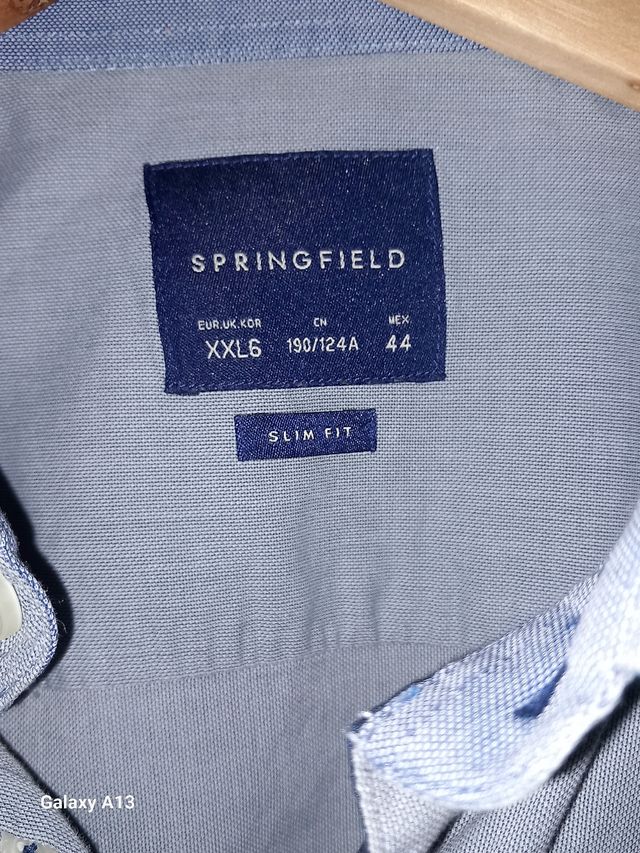 SPRINGFIELD
EUR.UK.KOR CN MEX
XXL6 190/124A 44
SLIM FIT
Galaxy A13